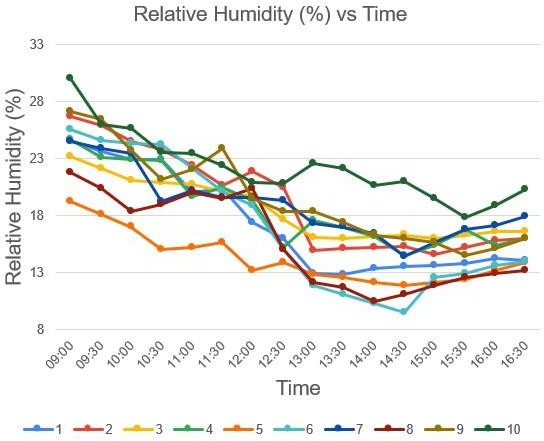 Relative Humidity (%) vs Time
Relative Humidity (%)
33
28
23
18
13
8
09:00 09:30 10:00 10:30 11:00 11:30 12:00 12:30 13:00 13:30 14:00 14:30 15:00 15:30 16:00 16:30
Time
1 2 3 4 5 6 7 8 9 10